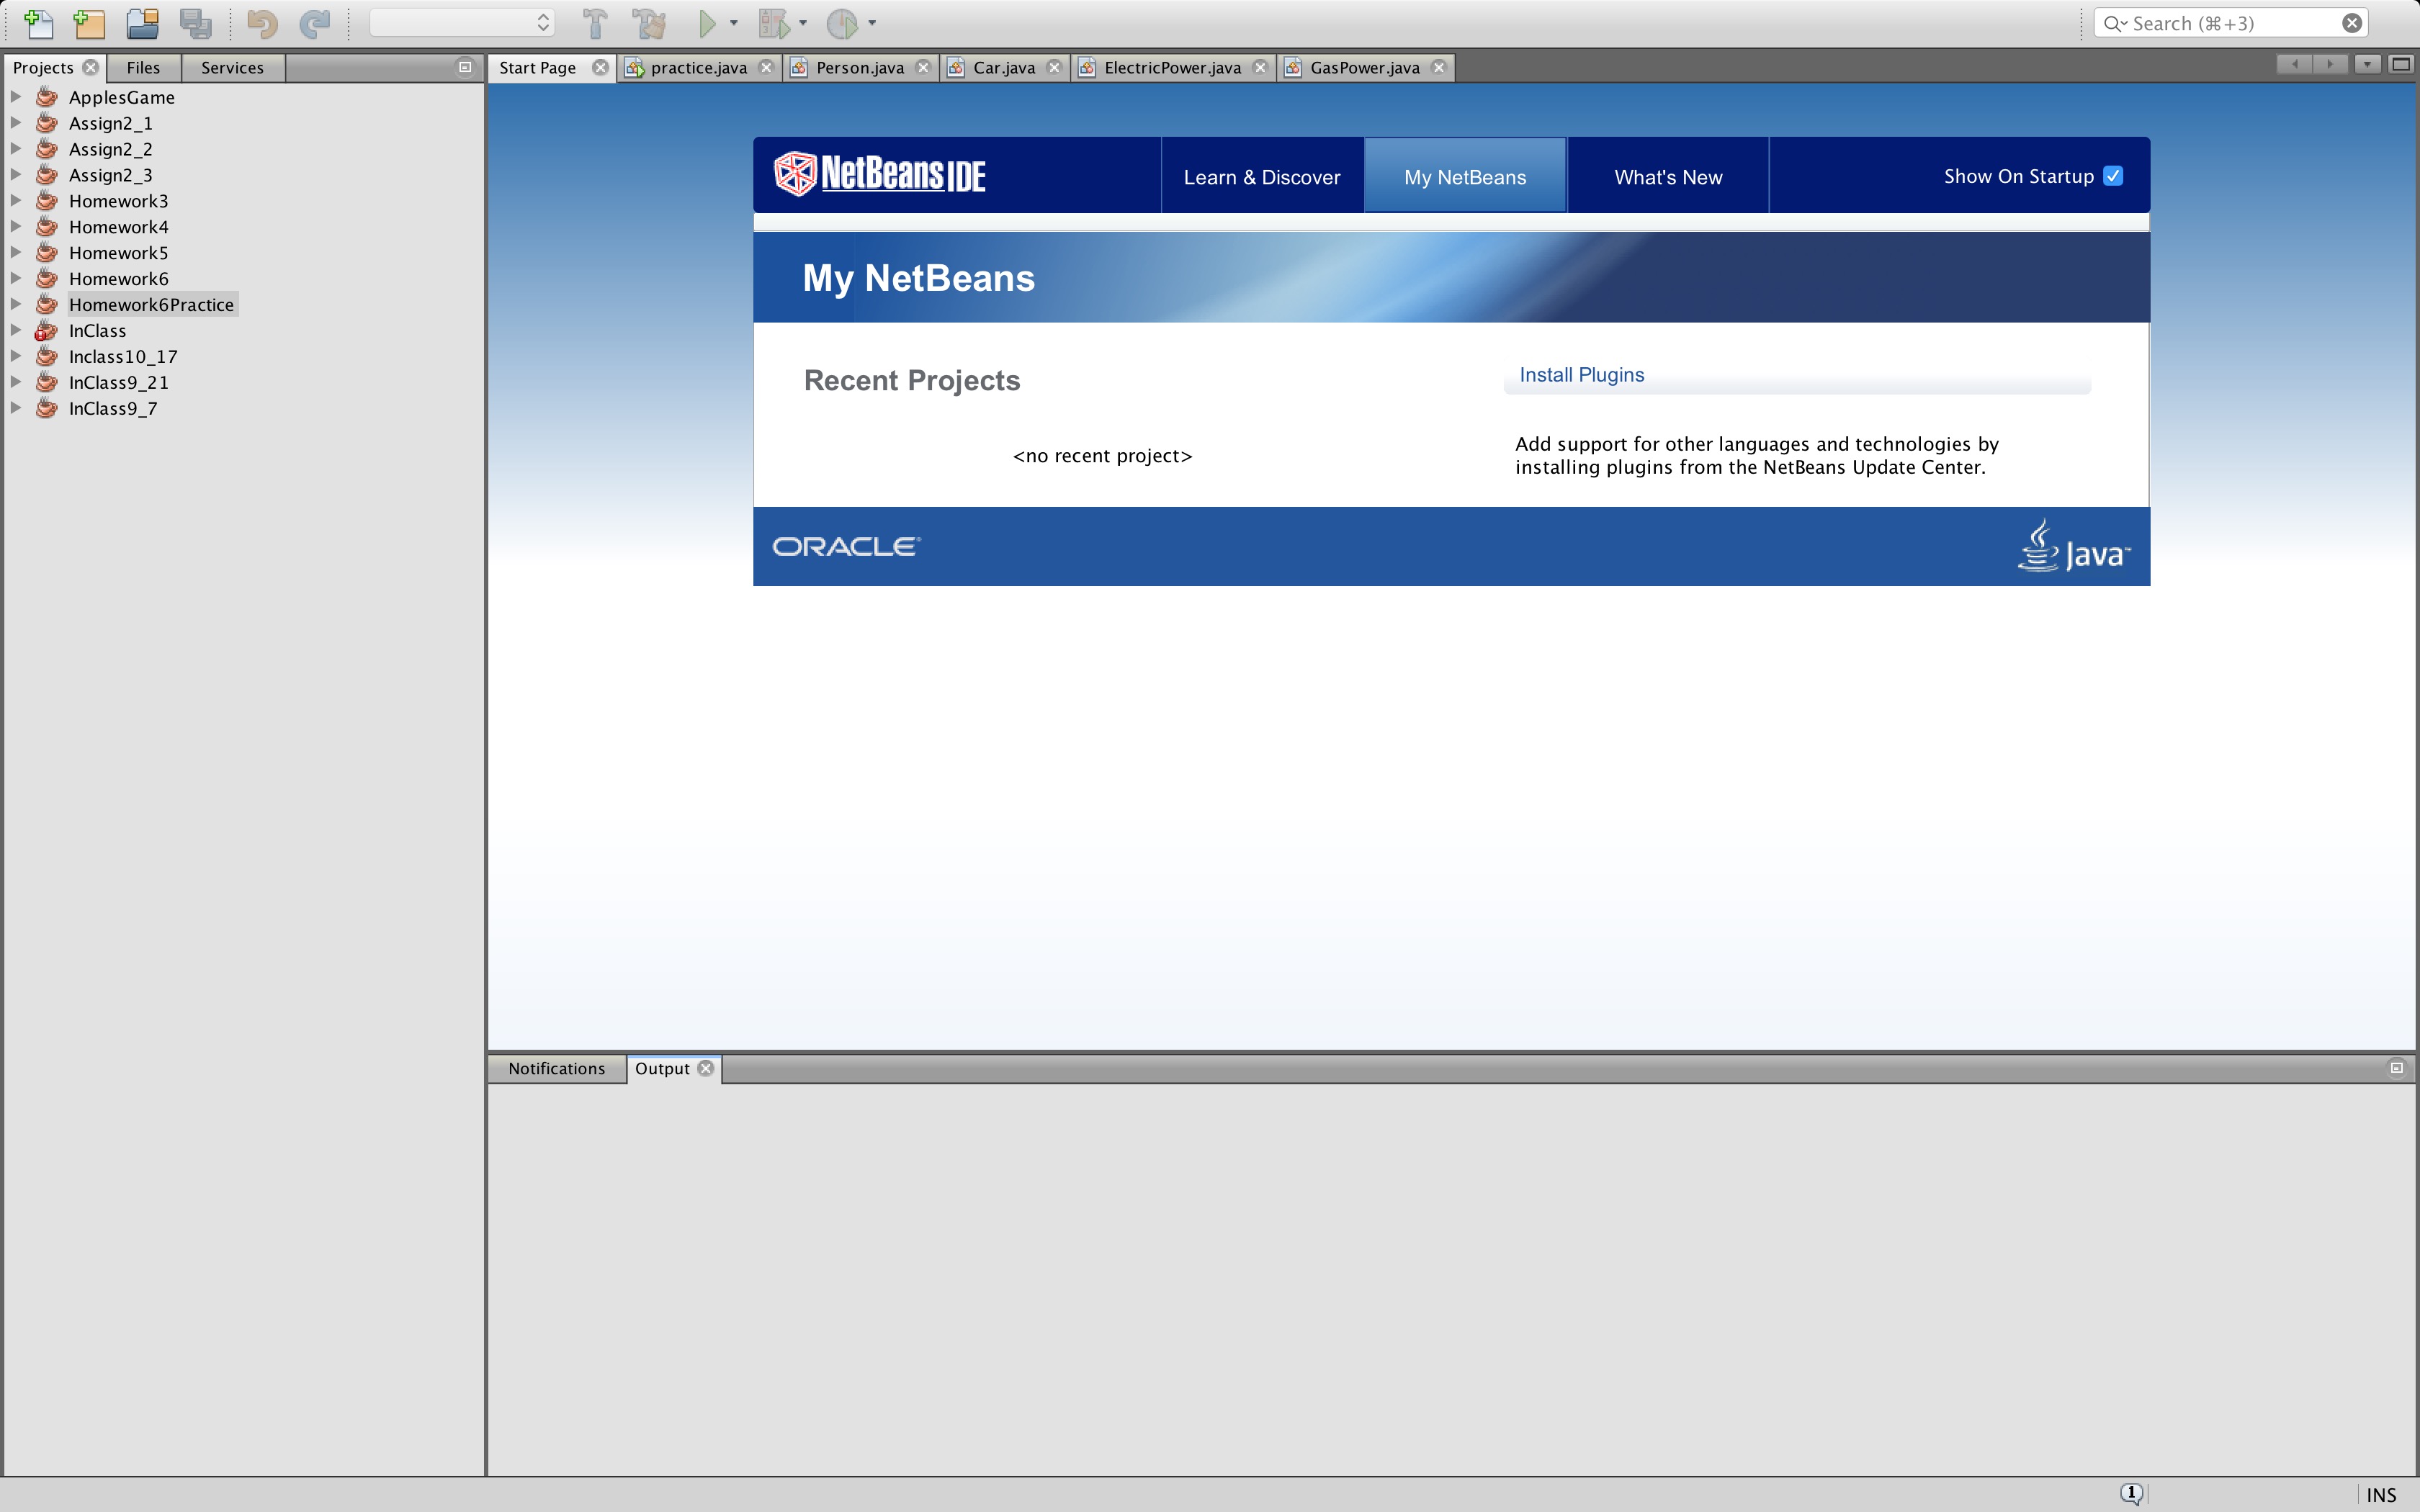 Search (⌘+3)
Projects
Files
Services
Start Page
practice.java
Person.java
Car.java
ElectricPower.java
GasPower.java
ApplesGame
Assign2_1
Assign2_2
Assign2_3
Homework3
Homework4
Homework5
Homework6
Homework6Practice
InClass
Inclass10_17
InClass9_21
InClass9_7
NetBeans IDE
Learn & Discover
My NetBeans
What's New
Show On Startup
My NetBeans
Recent Projects
<no recent project>
Install Plugins
Add support for other languages and technologies by
installing plugins from the NetBeans Update Center.
ORACLE
Java™
Notifications
Output
1
INS